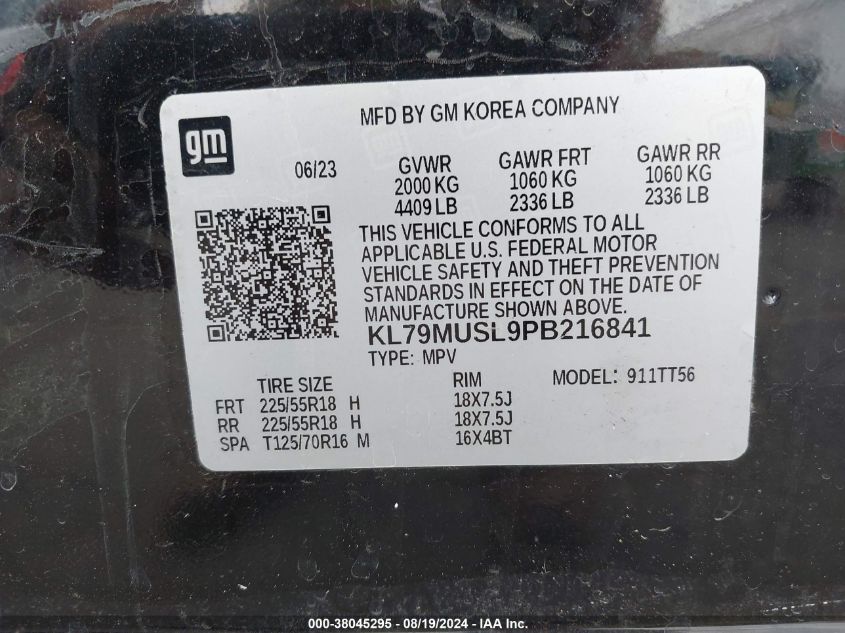 MFD BY GM KOREA COMPANY
gm
06/23
GVWR GAWR FRT GAWR RR
2000 KG 1060 KG 1060 KG
4409 LB 2336 LB 2336 LB
THIS VEHICLE CONFORMS TO ALL
APPLICABLE U.S. FEDERAL MOTOR
VEHICLE SAFETY AND THEFT PREVENTION
STANDARDS IN EFFECT ON THE DATE OF
MANUFACTURE SHOWN ABOVE.
KL79MUSL9PB216841
TYPE: MPV
TIRE SIZE RIM MODEL: 911TT56
FRT 225/55R18 H 18X7.5J
RR 225/55R18 H 18X7.5J
SPA T125/70R16 M 16X4BT
000-38045295 - 08/19/2024 - IAA Inc.